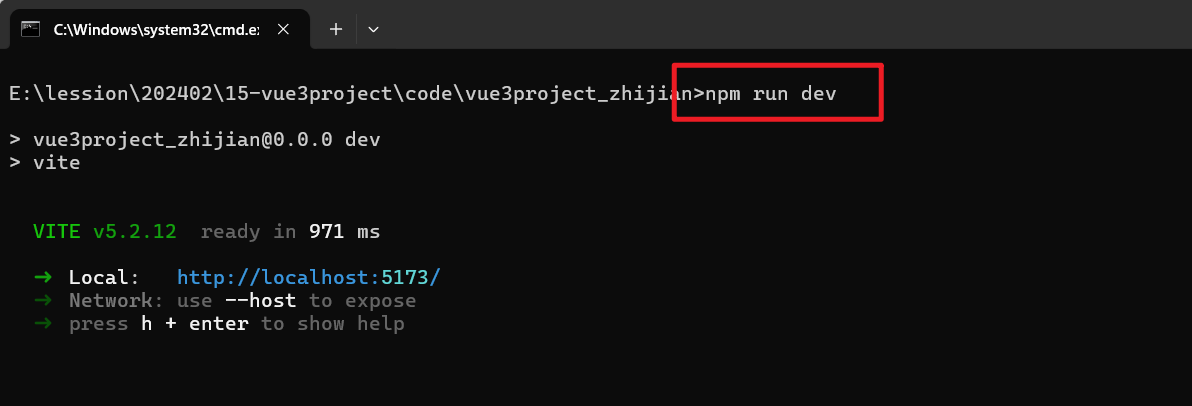 C:\Windows\system32\cmd.e
E:\lession\202402\15-vue3project\code\vue3project_zhijian>npm run dev
> vue3project_zhijian@0.0.0 dev
> vite
VITE v5.2.12 ready in 971 ms
➜ Local: http://localhost:5173/
➜ Network: use --host to expose
➜ press h + enter to show help